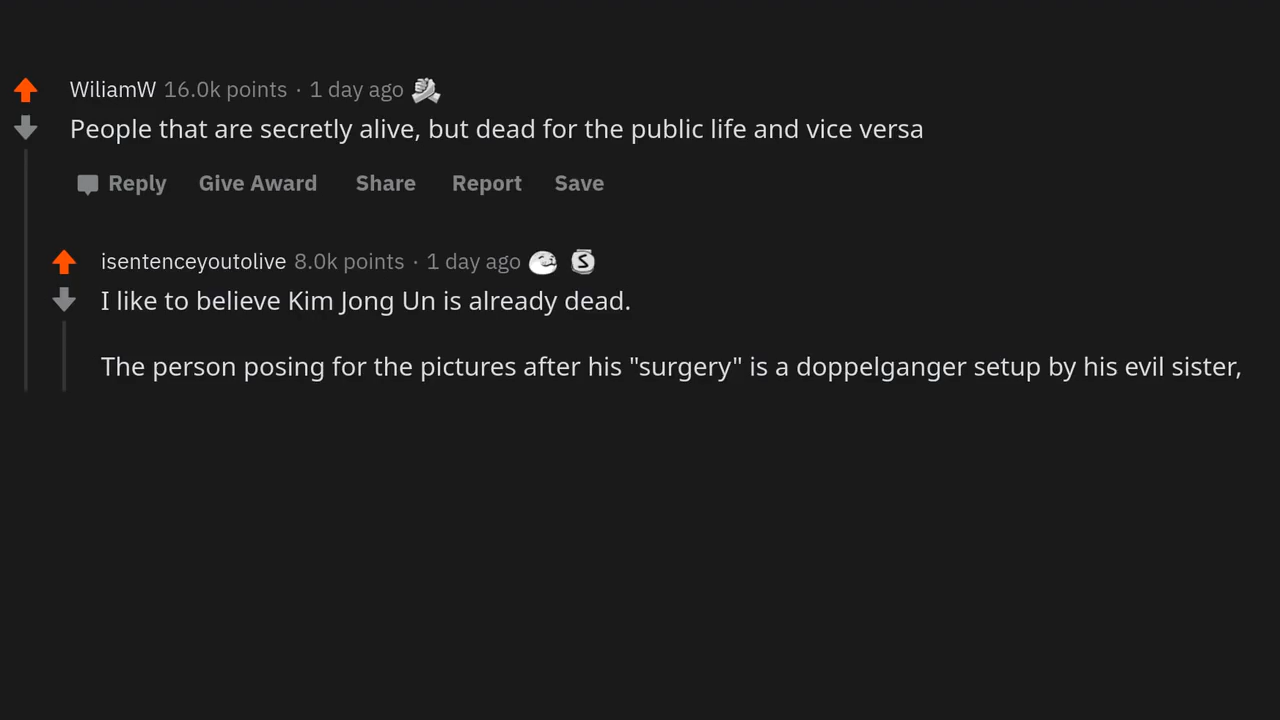 WiliamW 16.0k points · 1 day ago
People that are secretly alive, but dead for the public life and vice versa
Reply Give Award Share Report Save
isentenceyoutolive 8.0k points · 1 day ago
I like to believe Kim Jong Un is already dead.
The person posing for the pictures after his "surgery" is a doppelganger setup by his evil sister,